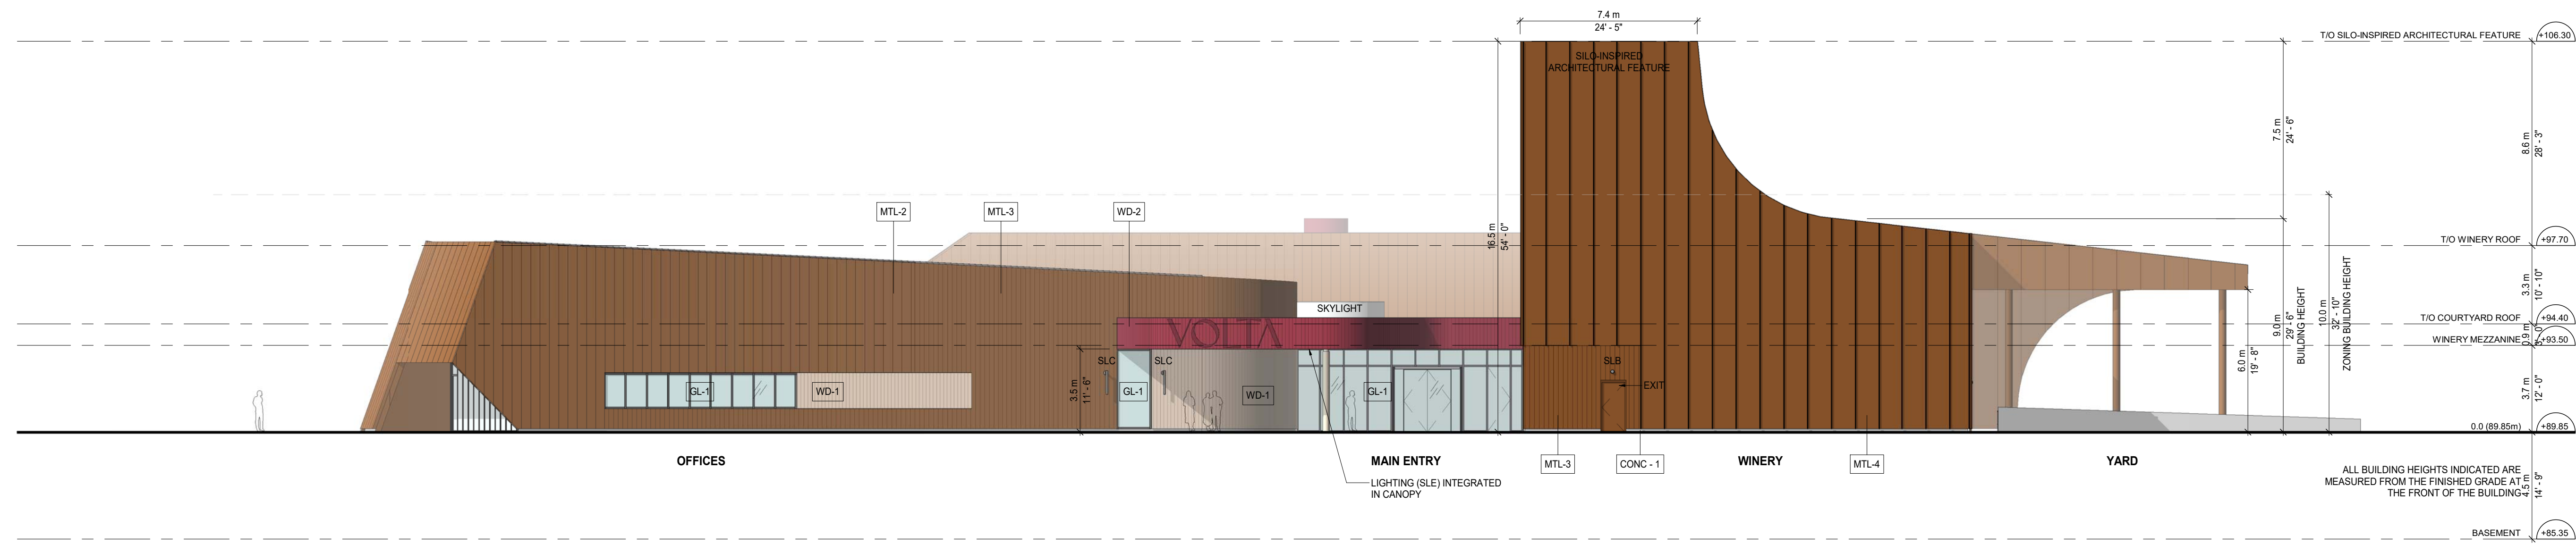 7.4 m
24' - 5"
T/O SILO-INSPIRED ARCHITECTURAL FEATURE
+106.30
SILO-INSPIRED
ARCHITECTURAL FEATURE
7.5 m
24' - 6"
8.6 m
28' - 3"
MTL-2
MTL-3
WD-2
16.5 m
54' - 0"
T/O WINERY ROOF
+97.70
3.3 m
10' - 10"
SKYLIGHT
VOLTA
9.0m
29' - 6"
BUILDING HEIGHT
10.0 m
32' - 10"
ZONING BUILDING HEIGHT
T/O COURTYARD ROOF
+94.40
0.9 m
3' - 0"
WINERY MEZZANINE
+93.50
SLC
SLC
SLB
6.0 m
19' - 8"
3.5 m
11' - 6"
GL-1
WD-1
GL-1
WD-1
GL-1
EXIT
3.7 m
12' - 0"
0.0 (89.85m)
+89.85
OFFICES
MAIN ENTRY
MTL-3
CONC - 1
WINERY
MTL-4
YARD
LIGHTING (SLE) INTEGRATED
IN CANOPY
ALL BUILDING HEIGHTS INDICATED ARE
MEASURED FROM THE FINISHED GRADE AT
THE FRONT OF THE BUILDING
4.5 m
14' - 9"
BASEMENT
+85.35